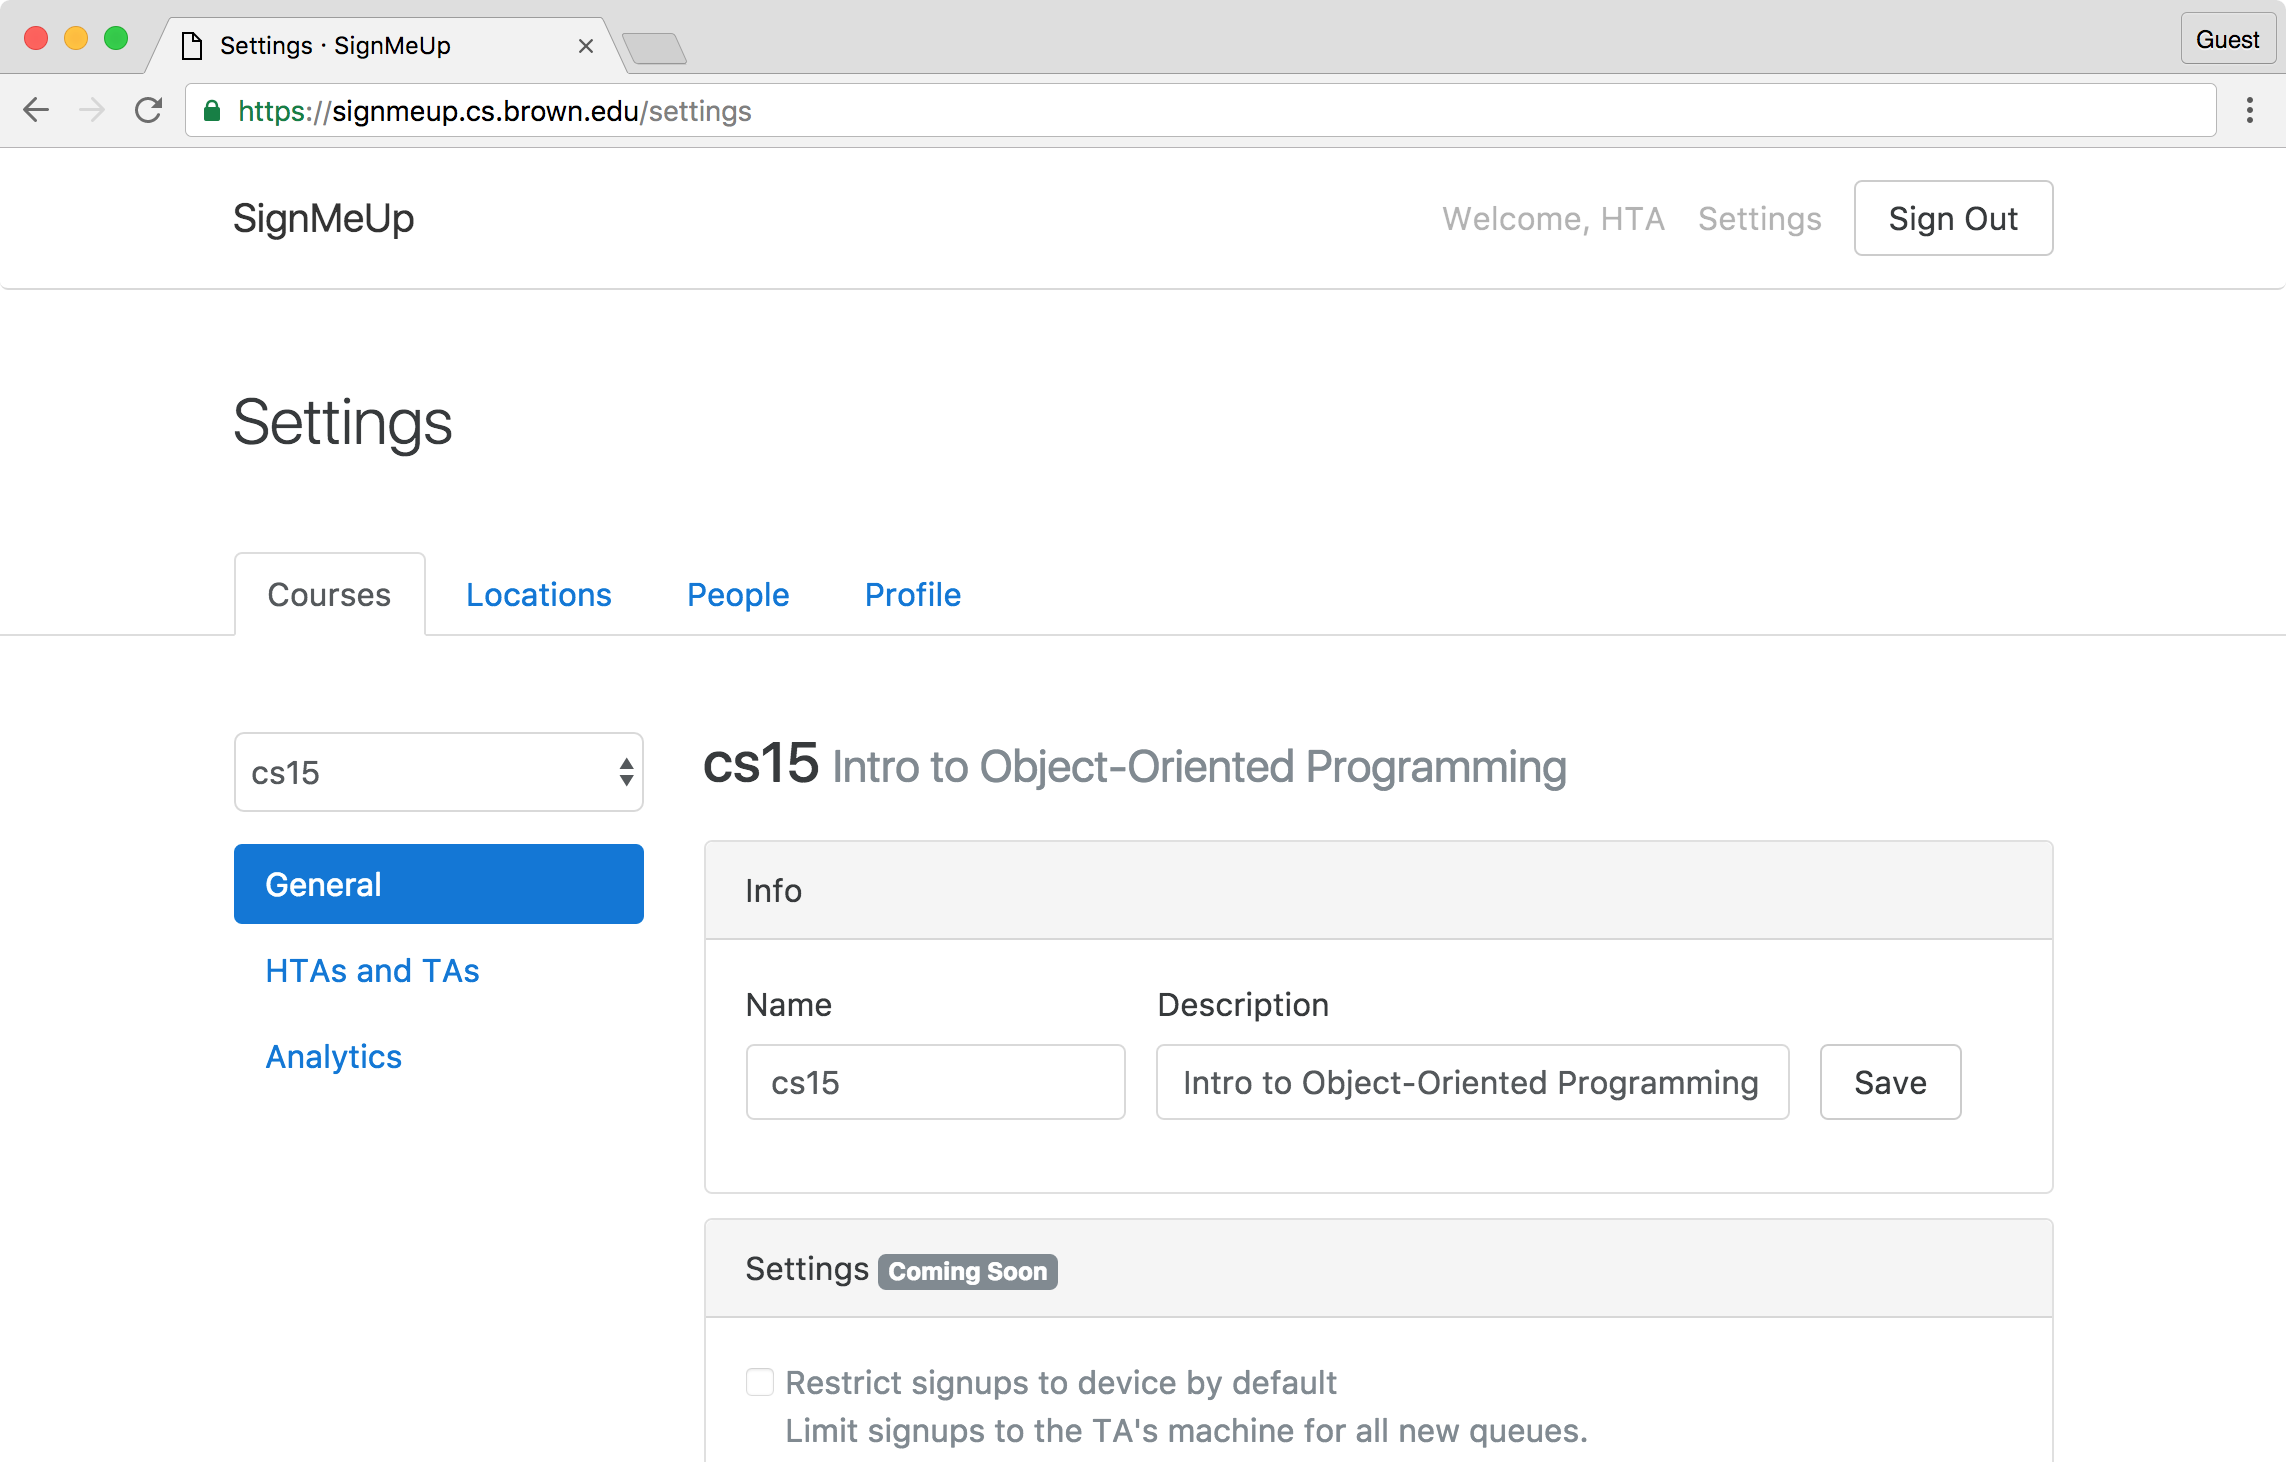 Settings · SignMeUp
Guest
https://signmeup.cs.brown.edu/settings
SignMeUp
Welcome, HTA Settings Sign Out
Settings
Courses Locations People Profile
cs15
General
HTAs and TAs
Analytics
cs15 Intro to Object-Oriented Programming
Info
Name Description
cs15 Intro to Object-Oriented Programming Save
Settings Coming Soon
Restrict signups to device by default
Limit signups to the TA's machine for all new queues.